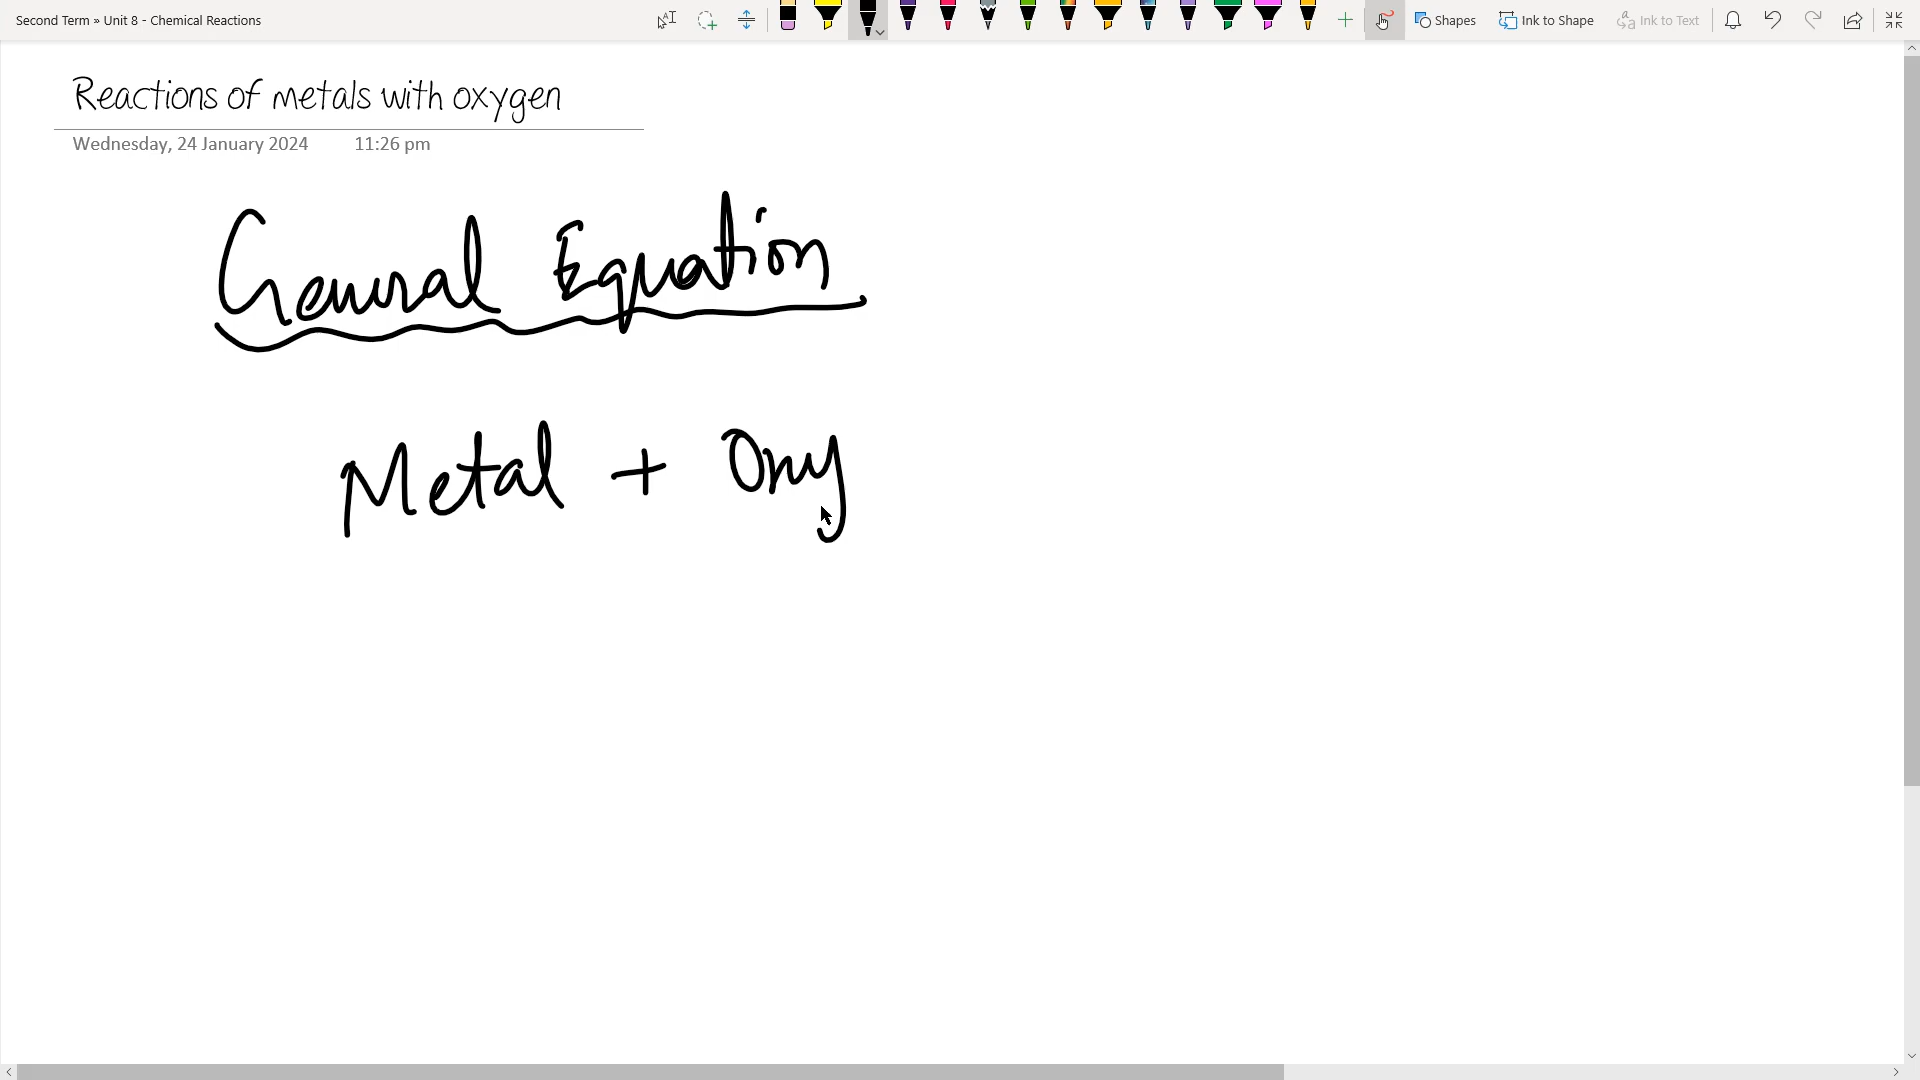 Second Term » Unit 8 - Chemical Reactions
Shapes
Ink to Shape
Ink to Text
Reactions of metals with oxygen
Wednesday, 24 January 2024 11:26 pm
General Equation
Metal + Oxy